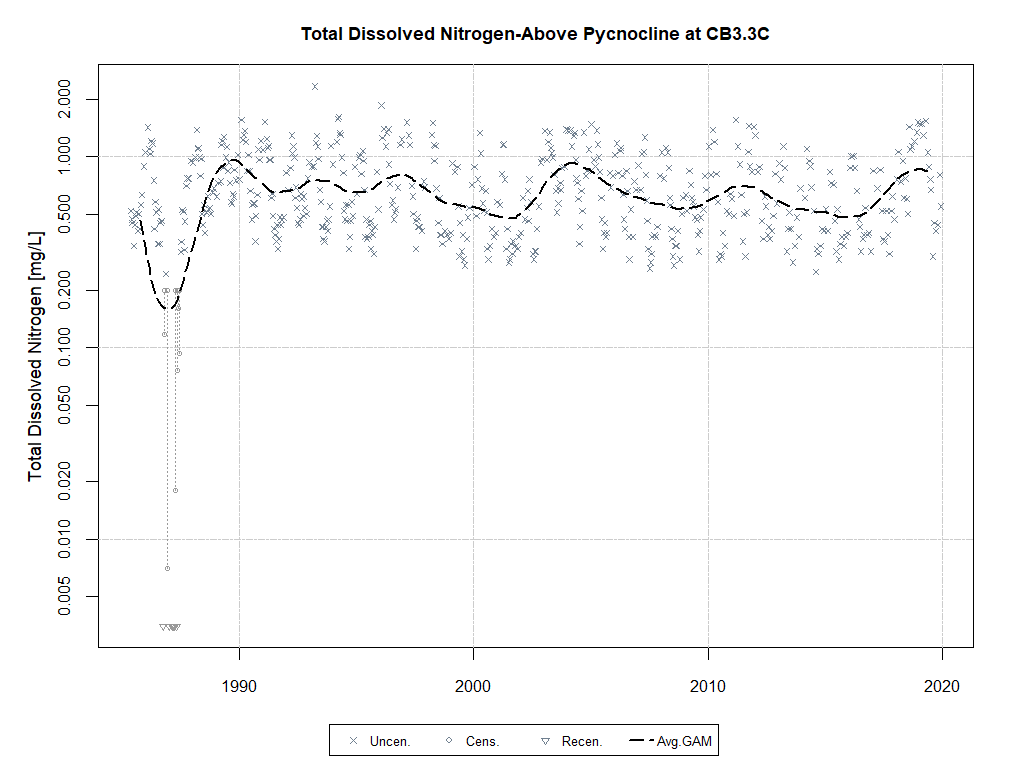 Total Dissolved Nitrogen-Above Pycnocline at CB3.3C
Total Dissolved Nitrogen [mg/L]
2.000
1.000
0.500
0.200
0.100
0.050
0.020
0.010
0.005
1990 2000 2010 2020
Uncen. Cens. Recen. Avg.GAM